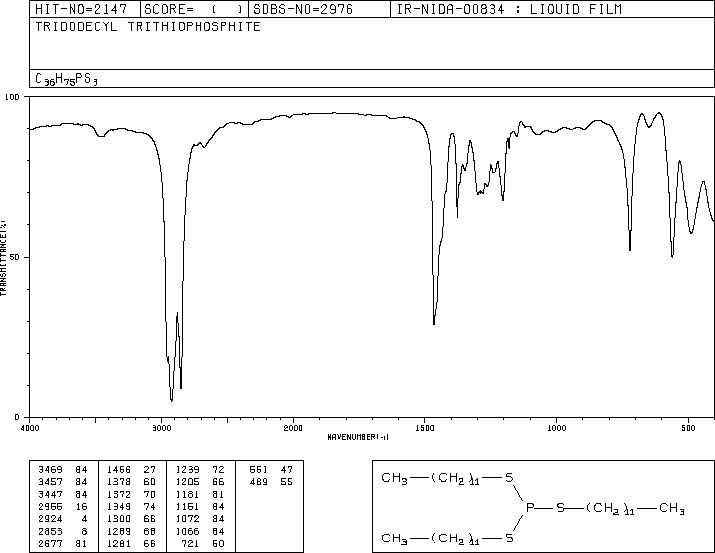 HIT-NO=2147 SCORE= ( ) SDBS-NO=2976 IR-NIDA-00834 : LIQUID FILM
TRIDODECYL TRITHIOPHOSPHITE
C36H75PS3
100
50
0
TRANSMITTANCE(%)
4000 3000 2000 1500 1000 500
WAVENUMBER(-1)
3469 84 1466 27 1239 72 561 47
3457 84 1378 60 1205 66 489 55
3447 84 1372 70 1181 81
2955 16 1349 74 1151 84
2924 4 1300 66 1072 84
2853 8 1289 68 1066 84
2677 81 1281 66 721 50
CH3—(CH2)11—S
P—S—(CH2)11—CH3
CH3—(CH2)11—S